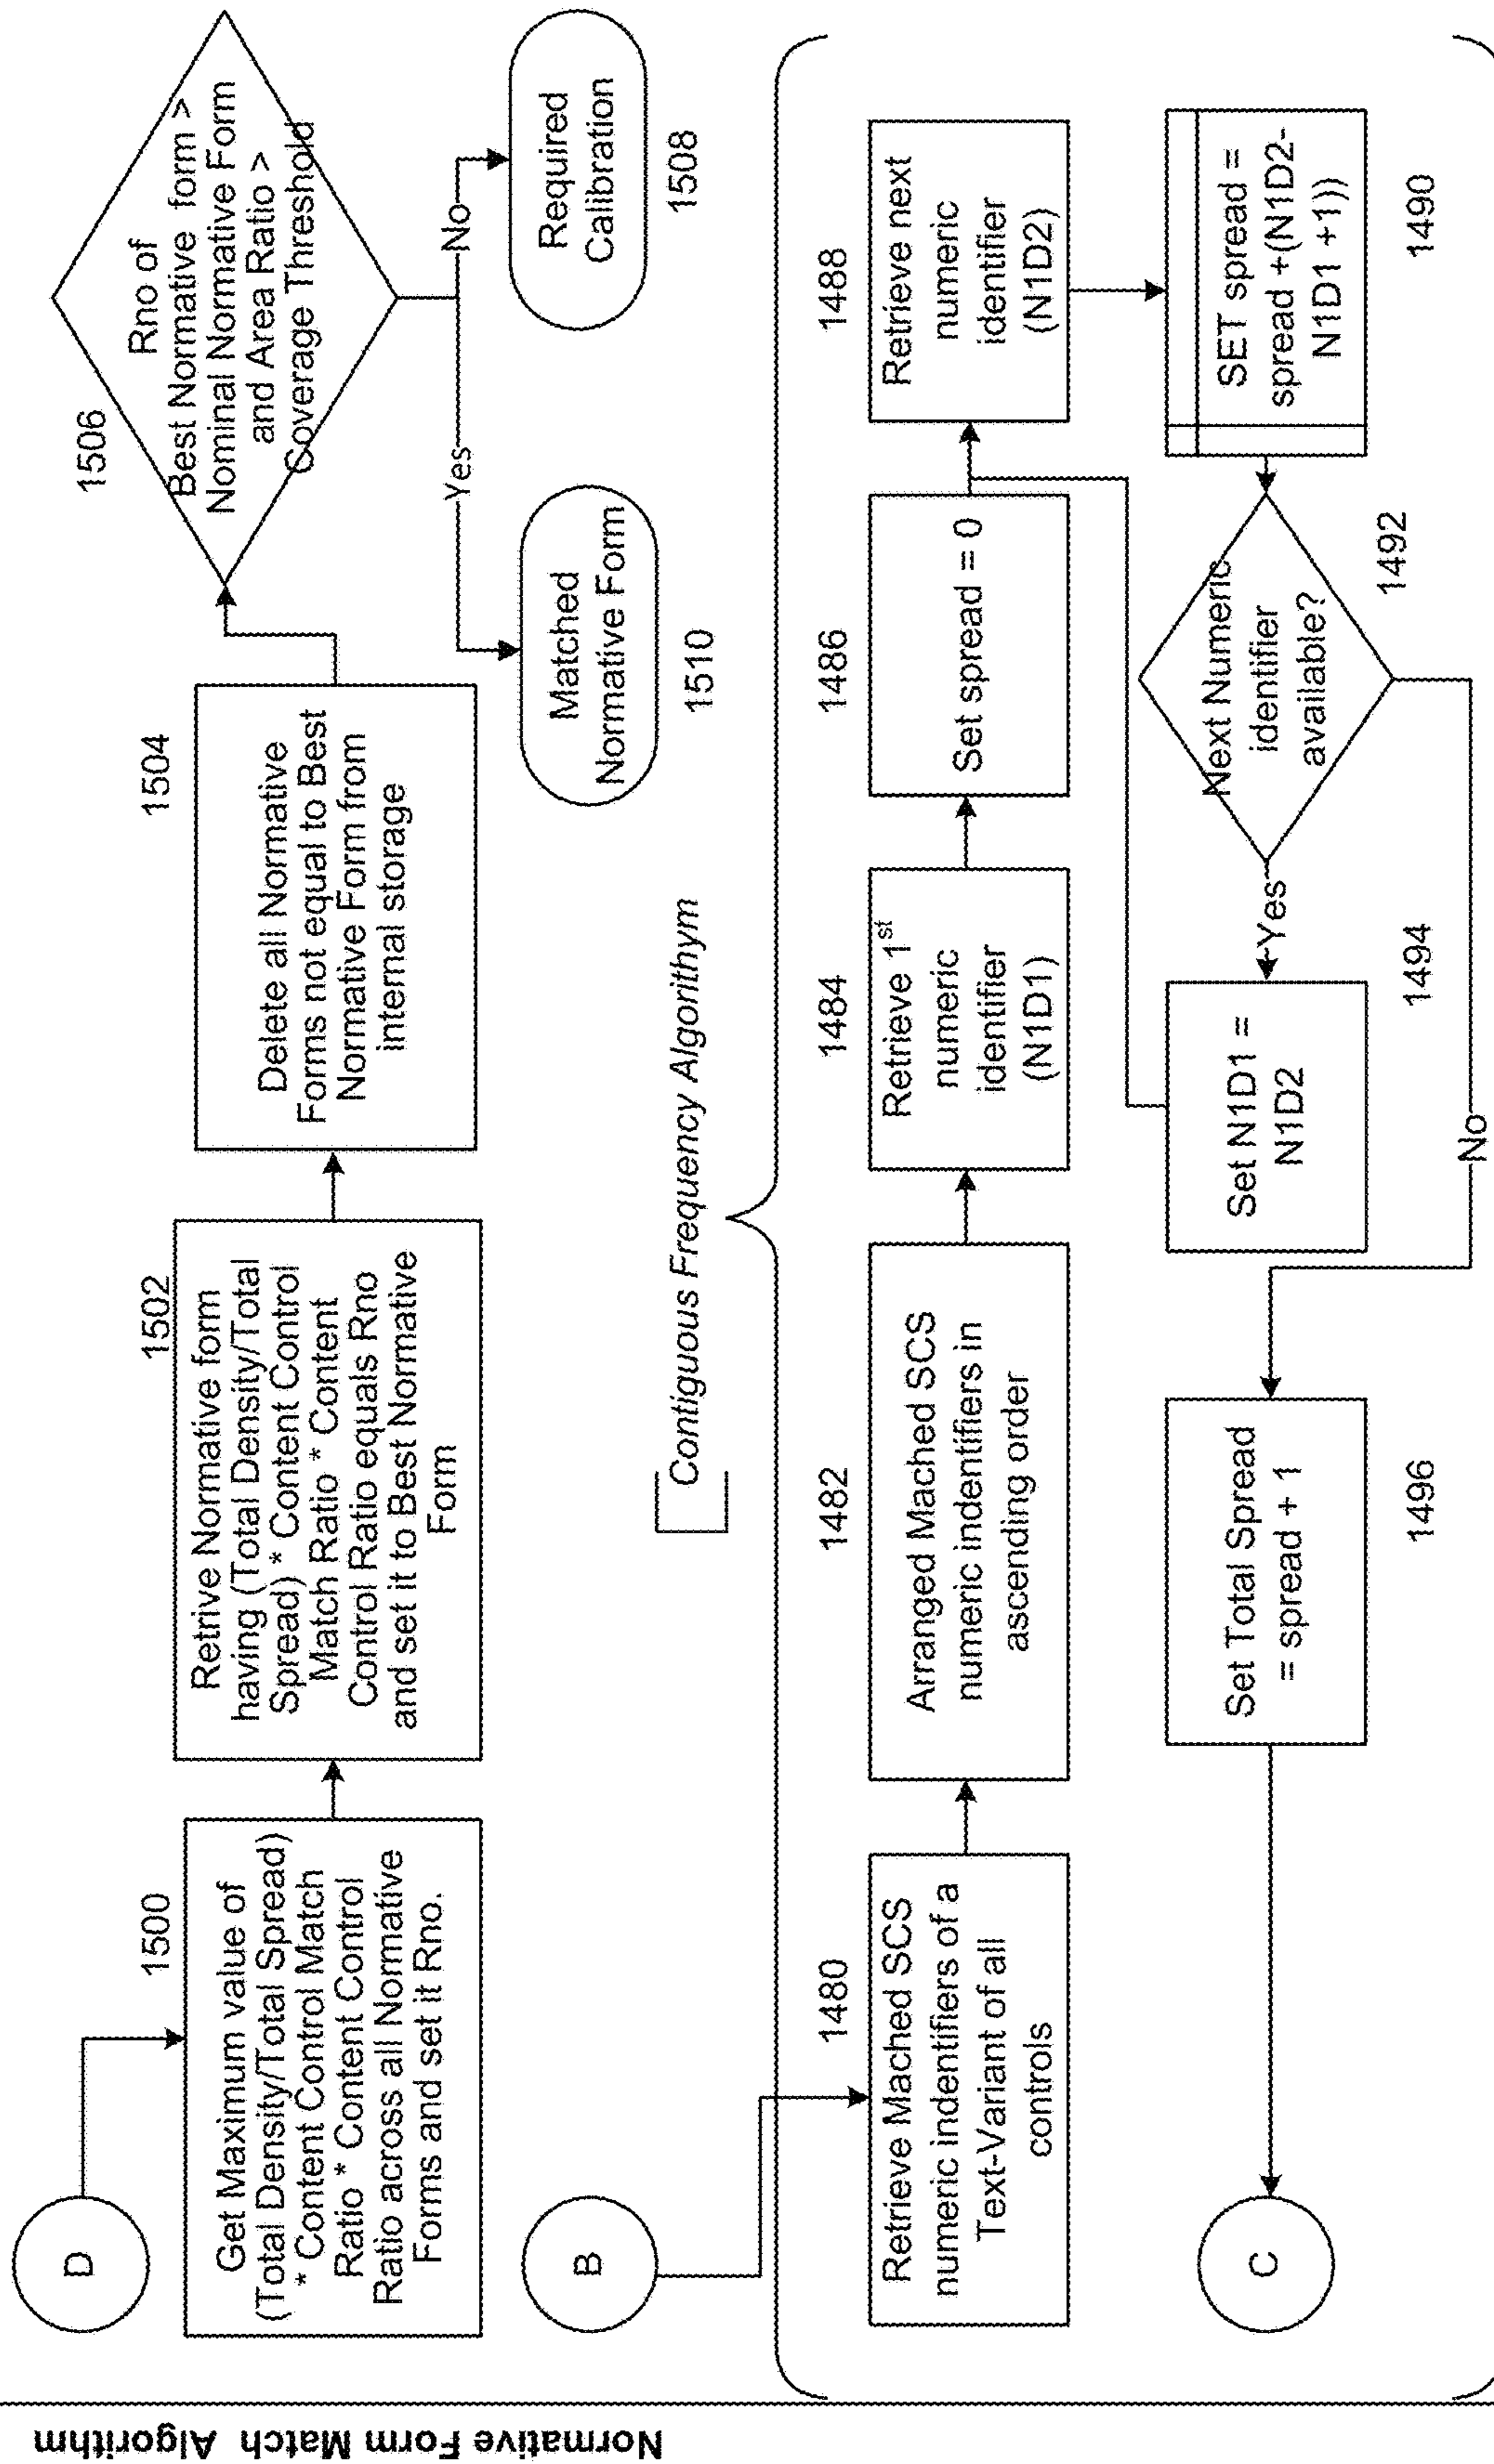 Normative Form Match Algorithm
D
1500
Get Maximum value of
(Total Density/Total Spread)
* Content Control Match
Ratio * Content Control
Ratio across all Normative
Forms and set it Rno.
1502
Retrive Normative form
having (Total Density/Total
Spread) * Content Control
Match Ratio * Content
Control Ratio equals Rno
and set it to Best Normative
Form
1504
Delete all Normative
Forms not equal to Best
Normative Form from
internal storage
1506
Rno of
Best Normative form >
Nominal Normative Form
and Area Ratio >
Coverage Threshold
Yes
No
Matched
Normative Form
1510
Required
Calibration
1508
Contiguous Frequency Algorithym
B
1480
Retrieve Mached SCS
numeric indentifiers of a
Text-Variant of all
controls
1482
Arranged Mached SCS
numeric indentifiers in
ascending order
1484
Retrieve 1st
numeric
identifier
(N1D1)
1486
Set spread = 0
1488
Retrieve next
numeric
identifier
(N1D2)
SET spread =
spread +(N1D2-
N1D1 +1))
1490
Next Numeric
identifier
available?
1492
Yes
Set N1D1 =
N1D2
1494
No
Set Total Spread
= spread + 1
1496
C